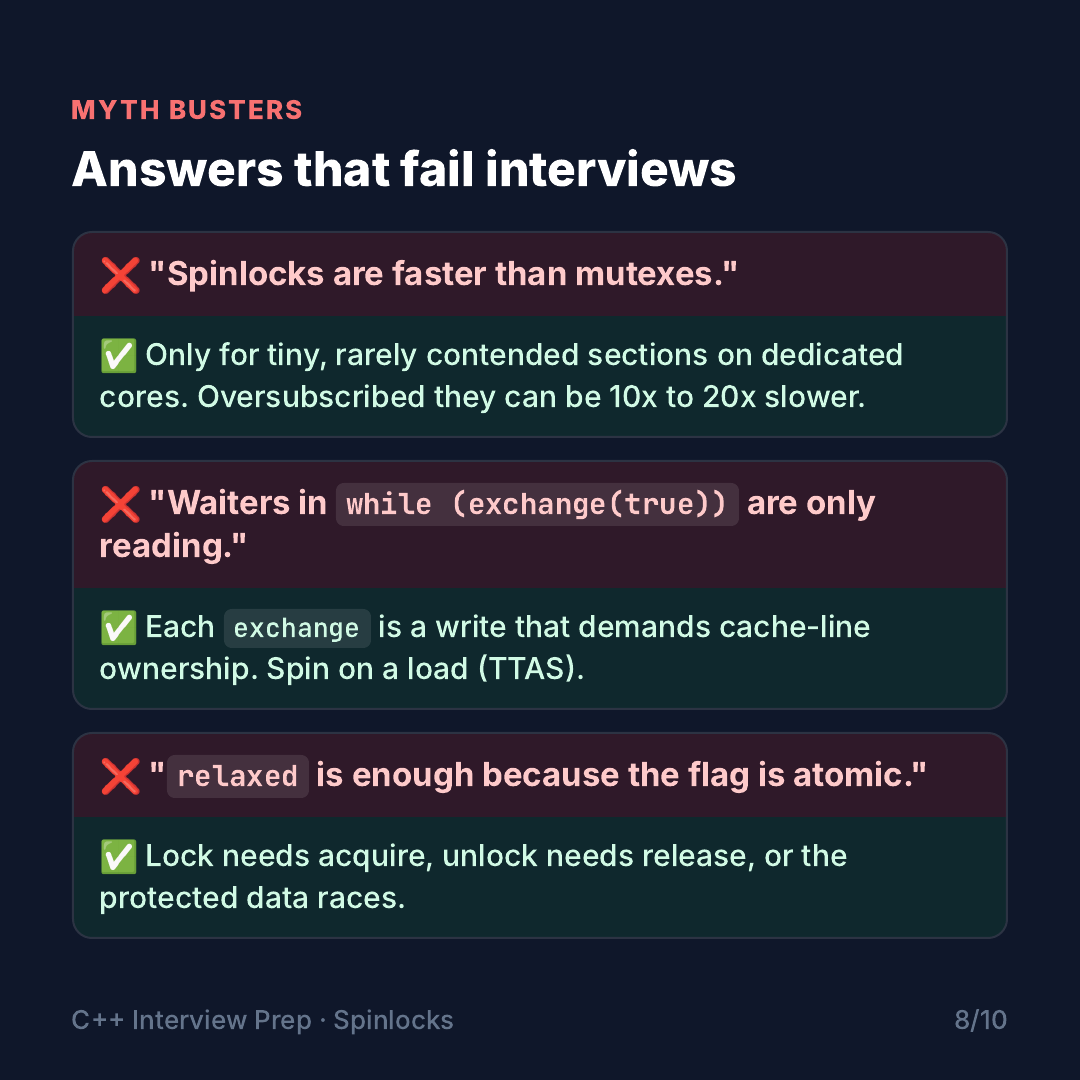 MYTH BUSTERS
Answers that fail interviews
❌ "Spinlocks are faster than mutexes."
✅ Only for tiny, rarely contended sections on dedicated
cores. Oversubscribed they can be 10x to 20x slower.
❌ "Waiters in while (exchange(true)) are only
reading."
✅ Each exchange is a write that demands cache-line
ownership. Spin on a load (TTAS).
❌ "relaxed is enough because the flag is atomic."
✅ Lock needs acquire, unlock needs release, or the
protected data races.
C++ Interview Prep · Spinlocks
8/10